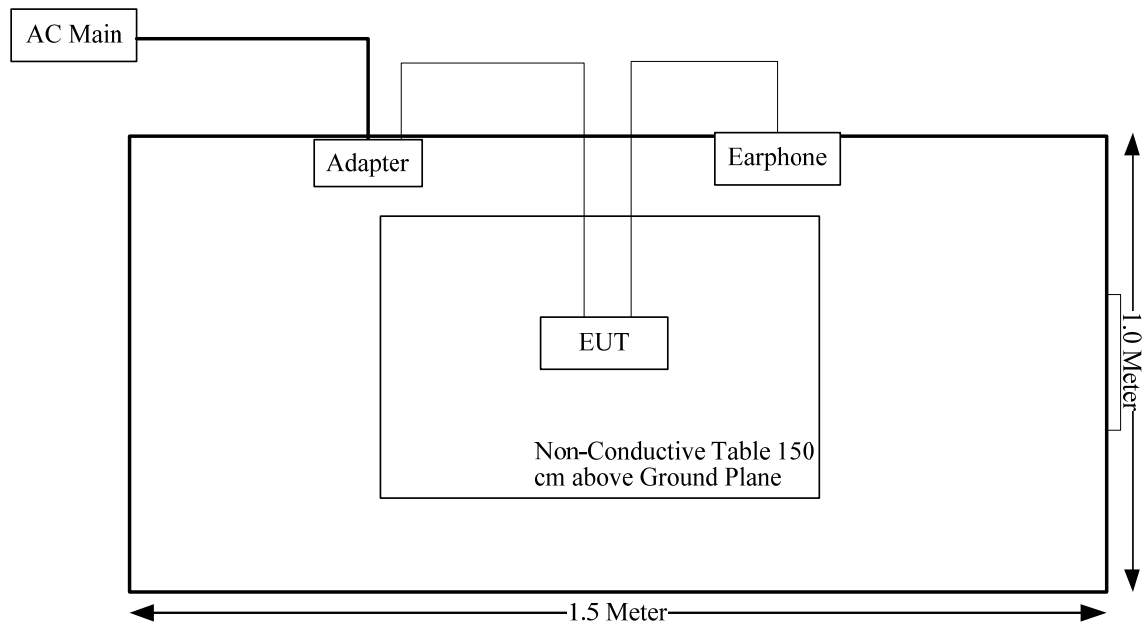 AC Main
Adapter
Earphone
EUT
Non-Conductive Table 150
cm above Ground Plane
1.0 Meter
1.5 Meter